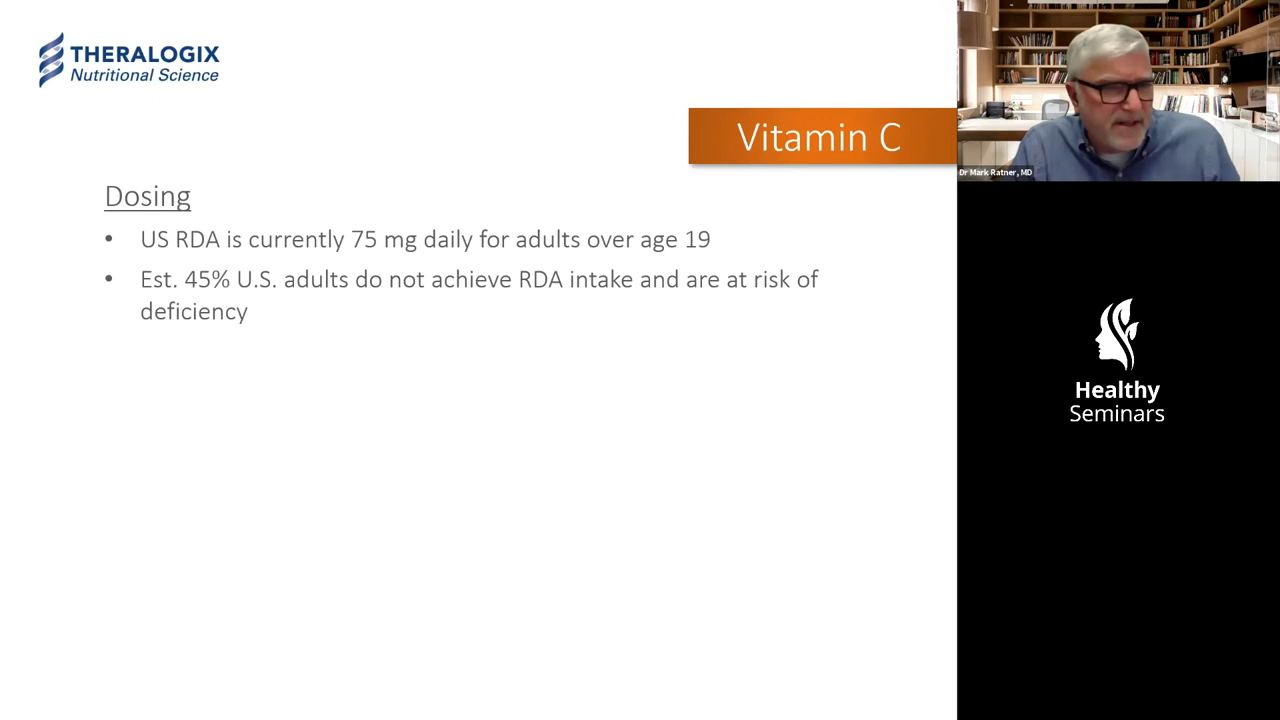 THERALOGIX
Nutritional Science
Vitamin C
Dr Mark Ratner, MD
Dosing
• US RDA is currently 75 mg daily for adults over age 19
• Est. 45% U.S. adults do not achieve RDA intake and are at risk of
deficiency
Healthy
Seminars